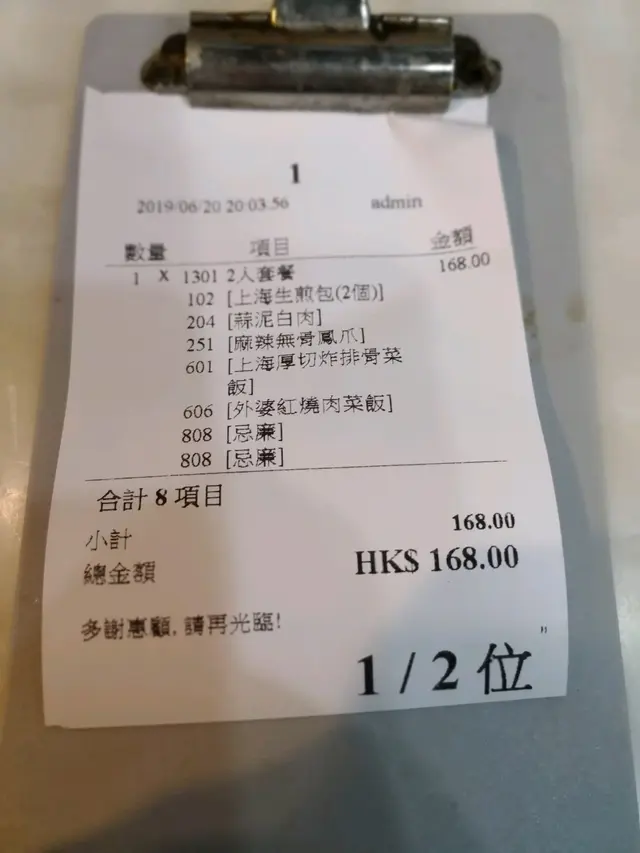 1
2019/06/20 20:03:56 admin
數量 項目 金額
1 X 1301 2人套餐 168.00
102 [上海生煎包(2個)]
204 [蒜泥白肉]
251 [麻辣無骨鳳爪]
601 [上海厚切炸排骨菜
飯]
606 [外婆紅燒肉菜飯]
808 [忌廉]
808 [忌廉]
合計 8 項目
小計 168.00
總金額 HK$ 168.00
多謝惠顧, 請再光臨!
"
1 / 2 位